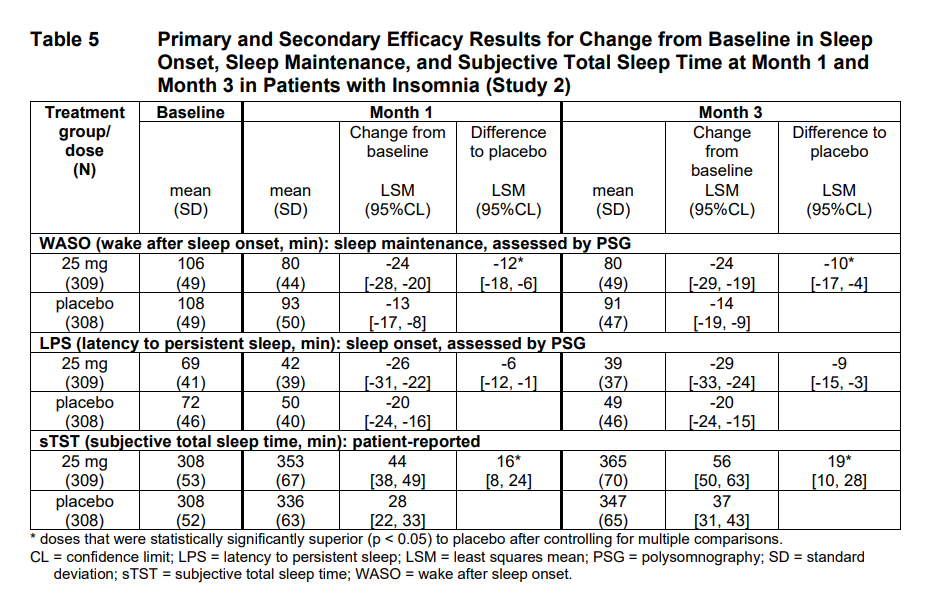 Table 5 Primary and Secondary Efficacy Results for Change from Baseline in Sleep
Onset, Sleep Maintenance, and Subjective Total Sleep Time at Month 1 and
Month 3 in Patients with Insomnia (Study 2)
Treatment group/ dose (N) Baseline Month 1 Month 3
Change from baseline Difference to placebo Change from baseline Difference to placebo
mean mean LSM LSM mean LSM LSM
(SD) (SD) (95%CL) (95%CL) (SD) (95%CL) (95%CL)
WASO (wake after sleep onset, min): sleep maintenance, assessed by PSG
25 mg 106 80 -24 -12* 80 -24 -10*
(309) (49) (44) [-28, -20] [-18, -6] (49) [-29, -19] [-17, -4]
placebo 108 93 -13 91 -14
(308) (49) (50) [-17, -8] (47) [-19, -9]
LPS (latency to persistent sleep, min): sleep onset, assessed by PSG
25 mg 69 42 -26 -6 39 -29 -9
(309) (41) (39) [-31, -22] [-12, -1] (37) [-33, -24] [-15, -3]
placebo 72 50 -20 49 -20
(308) (46) (40) [-24, -16] (46) [-24, -15]
sTST (subjective total sleep time, min): patient-reported
25 mg 308 353 44 16* 365 56 19*
(309) (53) (67) [38, 49] [8, 24] (70) [50, 63] [10, 28]
placebo 308 336 28 347 37
(308) (52) (63) [22, 33] (65) [31, 43]
* doses that were statistically significantly superior (p < 0.05) to placebo after controlling for multiple comparisons.
CL = confidence limit; LPS = latency to persistent sleep; LSM = least squares mean; PSG = polysomnography; SD = standard
deviation; sTST = subjective total sleep time; WASO = wake after sleep onset.